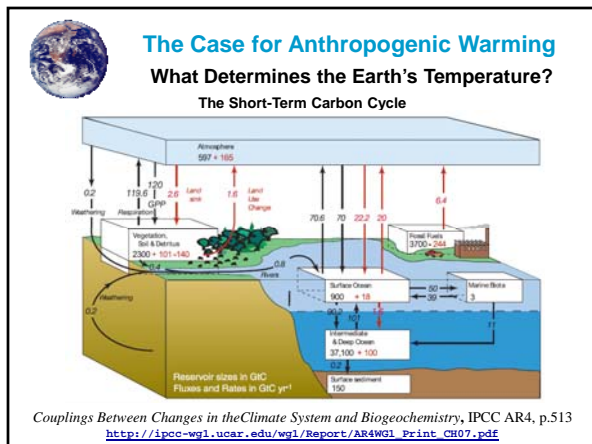 The Case for Anthropogenic Warming
What Determines the Earth's Temperature?
The Short-Term Carbon Cycle
Atmosphere
597 + 165
0.2
Weathering
119.6
Respiration
120
GPP
2.6
Land
sink
1.6
Land
Use
Change
70.6
70
22.2
20
6.4
Fossil Fuels
3700 - 244
Vegetation,
Soil & Detritus
2300 + 101 - 140
0.4
0.8
Rivers
Weathering
0.2
Surface Ocean
900 + 18
50
39
Marine Biota
3
90.2
101
1.6
11
Intermediate
& Deep Ocean
37,100 + 100
0.2
Surface sediment
150
Reservoir sizes in GtC
Fluxes and Rates in GtC yr⁻¹
Couplings Between Changes in theClimate System and Biogeochemistry, IPCC AR4, p.513
http://ipcc-wg1.ucar.edu/wg1/Report/AR4WG1_Print_CH07.pdf